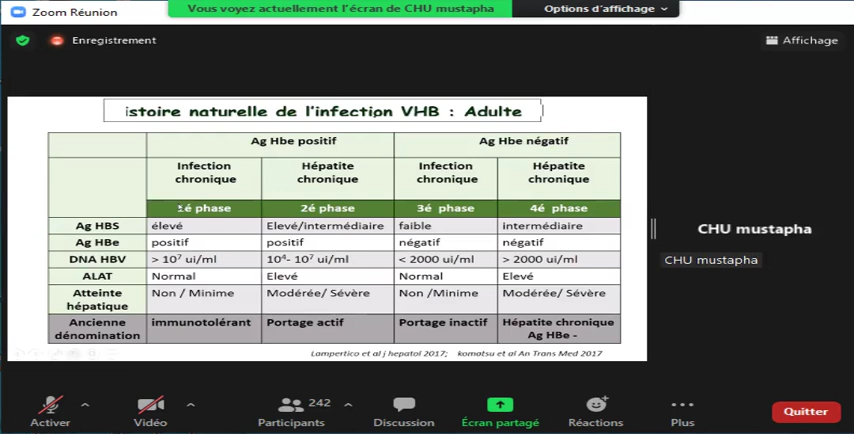 Zoom Réunion
Vous voyez actuellement l'écran de CHU mustapha
Options d'affichage
Enregistrement
Affichage
istoire naturelle de l'infection VHB : Adulte
Ag Hbe positif
Ag Hbe négatif
Infection chronique
Hépatite chronique
Infection chronique
Hépatite chronique
1é phase
2é phase
3é phase
4é phase
Ag HBS
élevé
Elevé/intermédiaire
faible
intermédiaire
Ag HBe
positif
positif
négatif
négatif
DNA HBV
> 10⁷ ui/ml
10⁴- 10⁷ ui/ml
< 2000 ui/ml
> 2000 ui/ml
ALAT
Normal
Elevé
Normal
Elevé
Atteinte hépatique
Non / Minime
Modérée/ Sévère
Non /Minime
Modérée/ Sévère
Ancienne dénomination
immunotolérant
Portage actif
Portage inactif
Hépatite chronique Ag HBe -
Lampertico et al j hepatol 2017; komatsu et al An Trans Med 2017
CHU mustapha
CHU mustapha
Activer
Vidéo
242
Participants
Discussion
Écran partagé
Réactions
Plus
Quitter